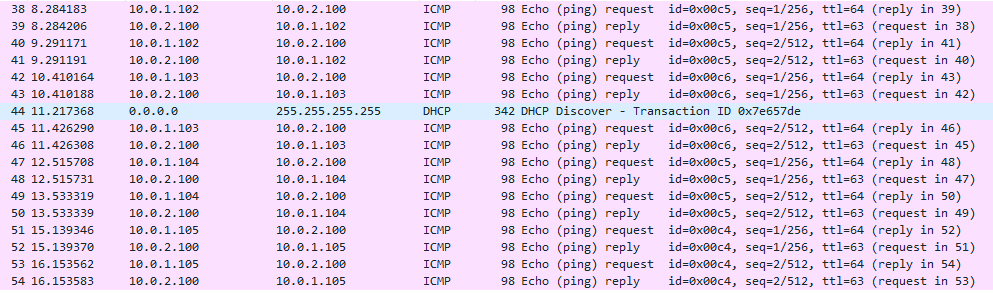 38 8.284183 10.0.1.102 10.0.2.100 ICMP 98 Echo (ping) request id=0x00c5, seq=1/256, ttl=64 (reply in 39)
39 8.284206 10.0.2.100 10.0.1.102 ICMP 98 Echo (ping) reply id=0x00c5, seq=1/256, ttl=63 (request in 38)
40 9.291171 10.0.1.102 10.0.2.100 ICMP 98 Echo (ping) request id=0x00c5, seq=2/512, ttl=64 (reply in 41)
41 9.291191 10.0.2.100 10.0.1.102 ICMP 98 Echo (ping) reply id=0x00c5, seq=2/512, ttl=63 (request in 40)
42 10.410164 10.0.1.103 10.0.2.100 ICMP 98 Echo (ping) request id=0x00c6, seq=1/256, ttl=64 (reply in 43)
43 10.410188 10.0.2.100 10.0.1.103 ICMP 98 Echo (ping) reply id=0x00c6, seq=1/256, ttl=63 (request in 42)
44 11.217368 0.0.0.0 255.255.255.255 DHCP 342 DHCP Discover - Transaction ID 0x7e657de
45 11.426290 10.0.1.103 10.0.2.100 ICMP 98 Echo (ping) request id=0x00c6, seq=2/512, ttl=64 (reply in 46)
46 11.426308 10.0.2.100 10.0.1.103 ICMP 98 Echo (ping) reply id=0x00c6, seq=2/512, ttl=63 (request in 45)
47 12.515708 10.0.1.104 10.0.2.100 ICMP 98 Echo (ping) request id=0x00c5, seq=1/256, ttl=64 (reply in 48)
48 12.515731 10.0.2.100 10.0.1.104 ICMP 98 Echo (ping) reply id=0x00c5, seq=1/256, ttl=63 (request in 47)
49 13.533319 10.0.1.104 10.0.2.100 ICMP 98 Echo (ping) request id=0x00c5, seq=2/512, ttl=64 (reply in 50)
50 13.533339 10.0.2.100 10.0.1.104 ICMP 98 Echo (ping) reply id=0x00c5, seq=2/512, ttl=63 (request in 49)
51 15.139346 10.0.1.105 10.0.2.100 ICMP 98 Echo (ping) request id=0x00c4, seq=1/256, ttl=64 (reply in 52)
52 15.139370 10.0.2.100 10.0.1.105 ICMP 98 Echo (ping) reply id=0x00c4, seq=1/256, ttl=63 (request in 51)
53 16.153562 10.0.1.105 10.0.2.100 ICMP 98 Echo (ping) request id=0x00c4, seq=2/512, ttl=64 (reply in 54)
54 16.153583 10.0.2.100 10.0.1.105 ICMP 98 Echo (ping) reply id=0x00c4, seq=2/512, ttl=63 (request in 53)